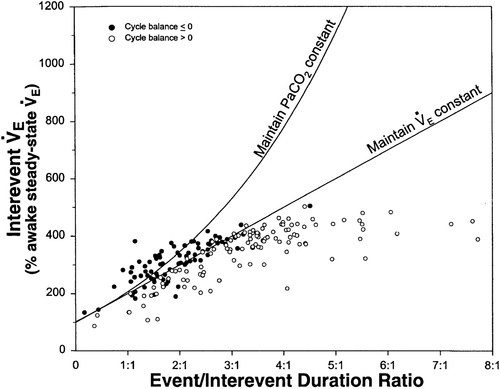 Cycle balance ≤ 0
Cycle balance > 0
1200
1000
800
600
400
200
0
Interevent V̇E
(% awake steady-state V̇E)
Maintain PaCO2 constant
Maintain V̇E constant
0
1:1
2:1
3:1
4:1
5:1
6:1
7:1
8:1
Event/Interevent Duration Ratio